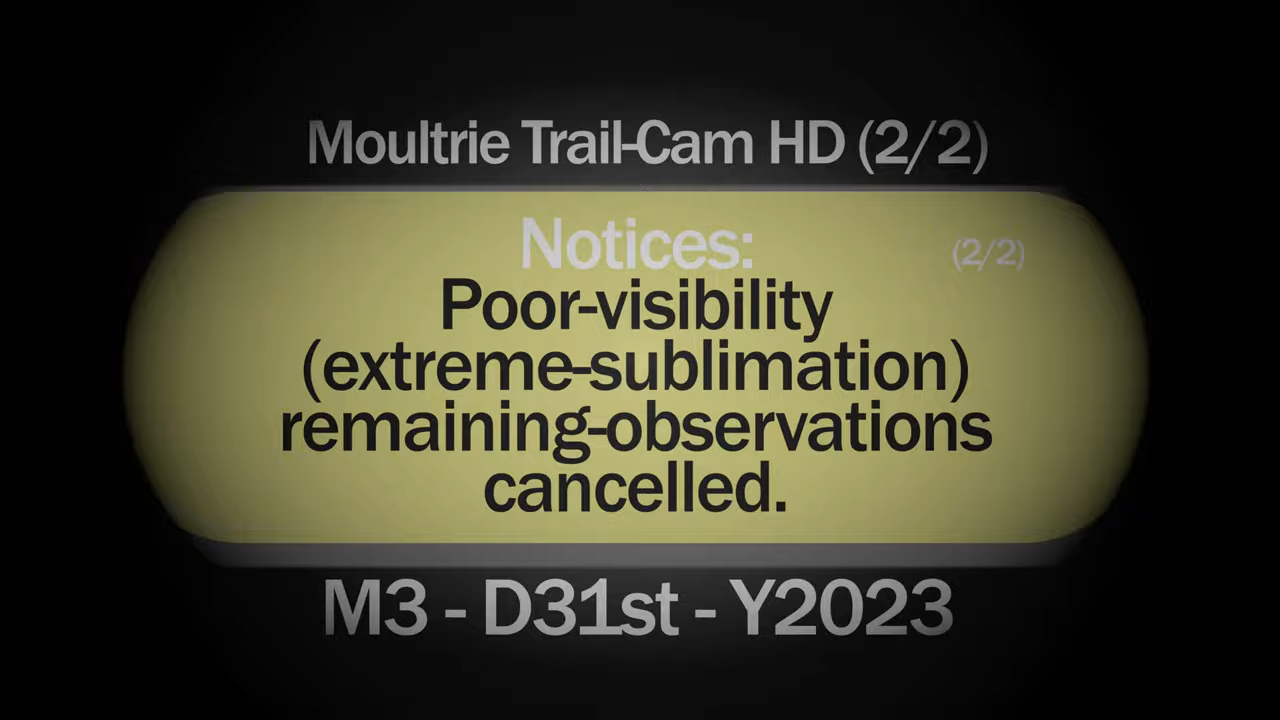 Moultrie Trail-Cam HD (2/2)
Notices:
(2/2)
Poor-visibility
(extreme-sublimation)
remaining-observations
cancelled.
M3 - D31st - Y2023